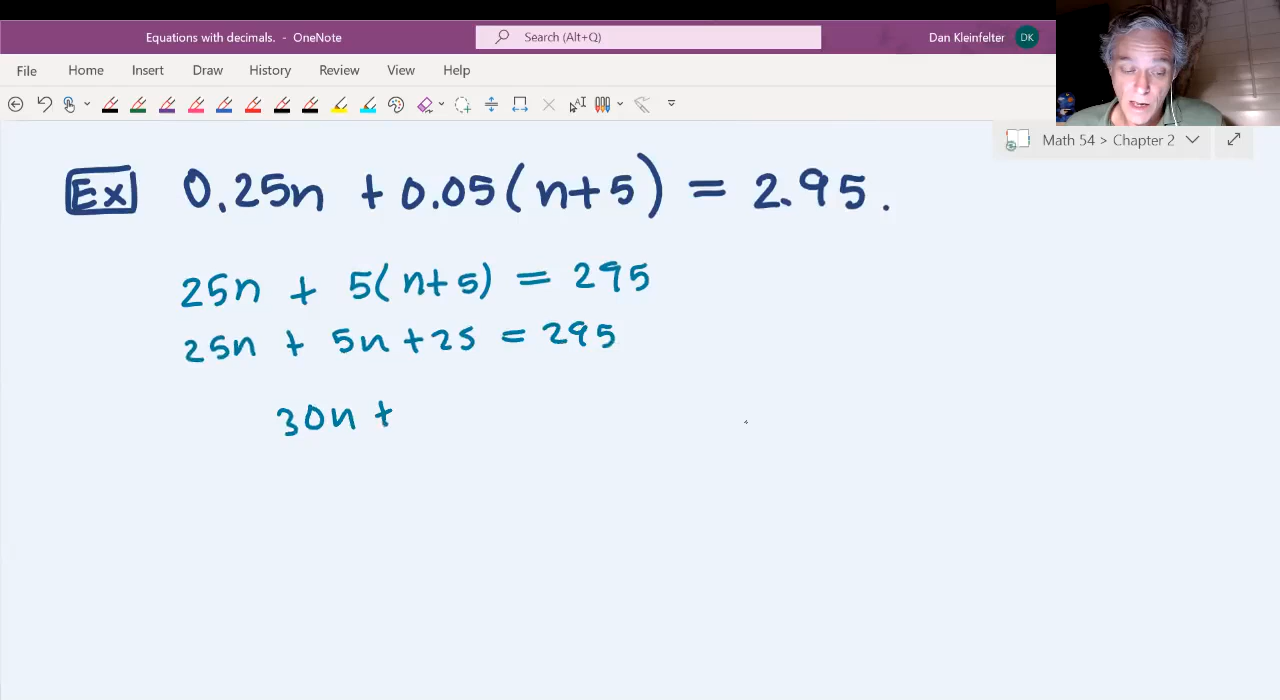 Equations with decimals. - OneNote
Search (Alt+Q)
Dan Kleinfelter DK
File Home Insert Draw History Review View Help
Math 54 > Chapter 2
Ex 0.25n + 0.05(n+5) = 2.95.
25n + 5(n+5) = 295
25n + 5n + 25 = 295
30n +